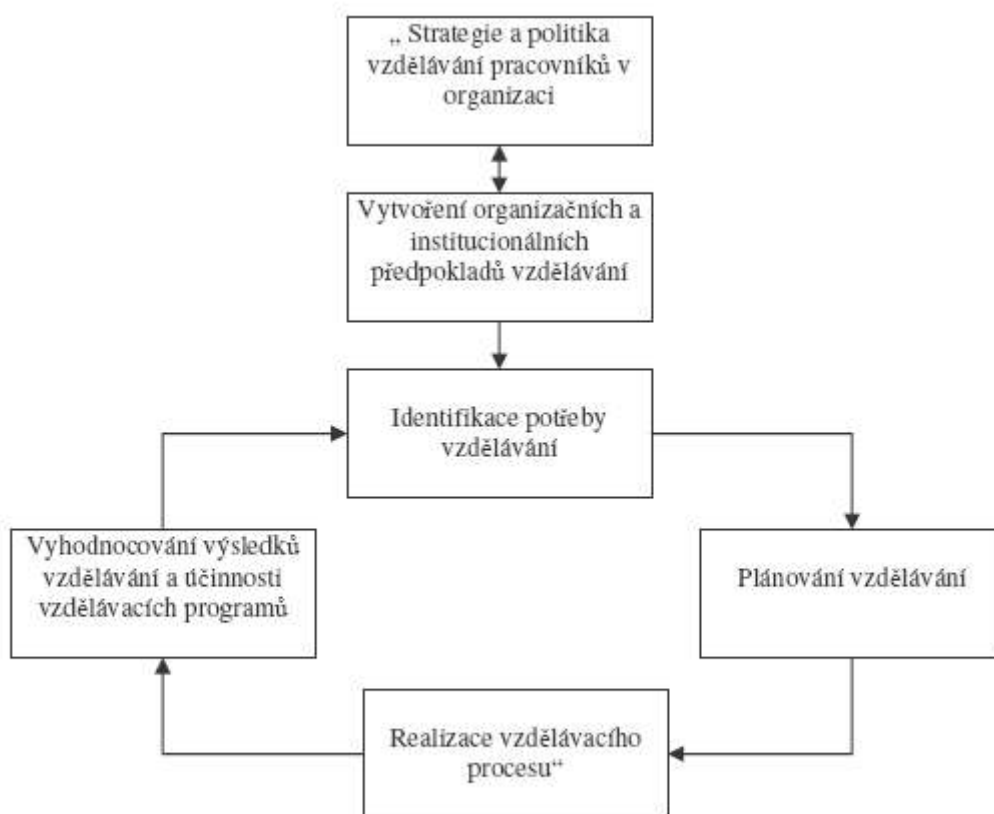 „ Strategie a politika
vzdělávání pracovníků v
organizaci
Vytvoření organizačních a
institucionálních
předpokladů vzdělávání
Identifikace potřeby
vzdělávání
Vyhodnocování výsledků
vzdělávání a účinnosti
vzdělávacích programů
Plánování vzdělávání
Realizace vzdělávacího
procesu“